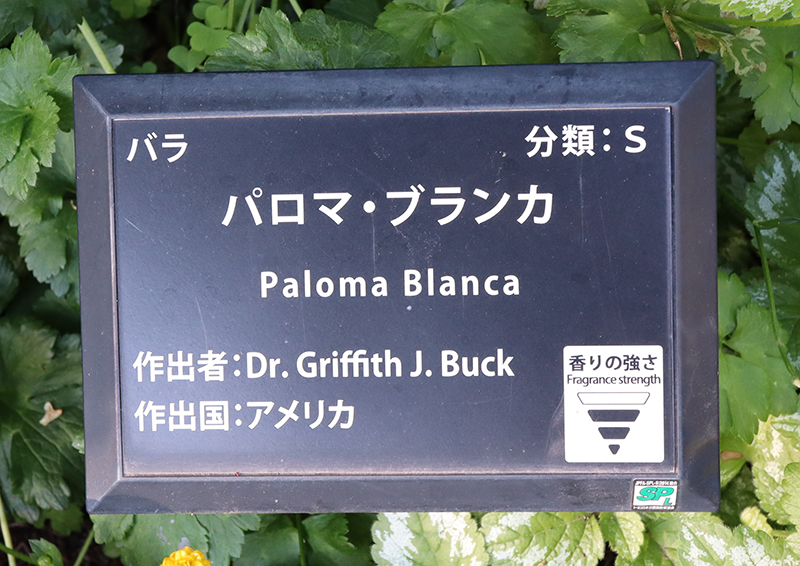 バラ
分類：S
パロマ・ブランカ
Paloma Blanca
作出者：Dr. Griffith J. Buck
作出国：アメリカ
香りの強さ
Fragrance strength
SPL